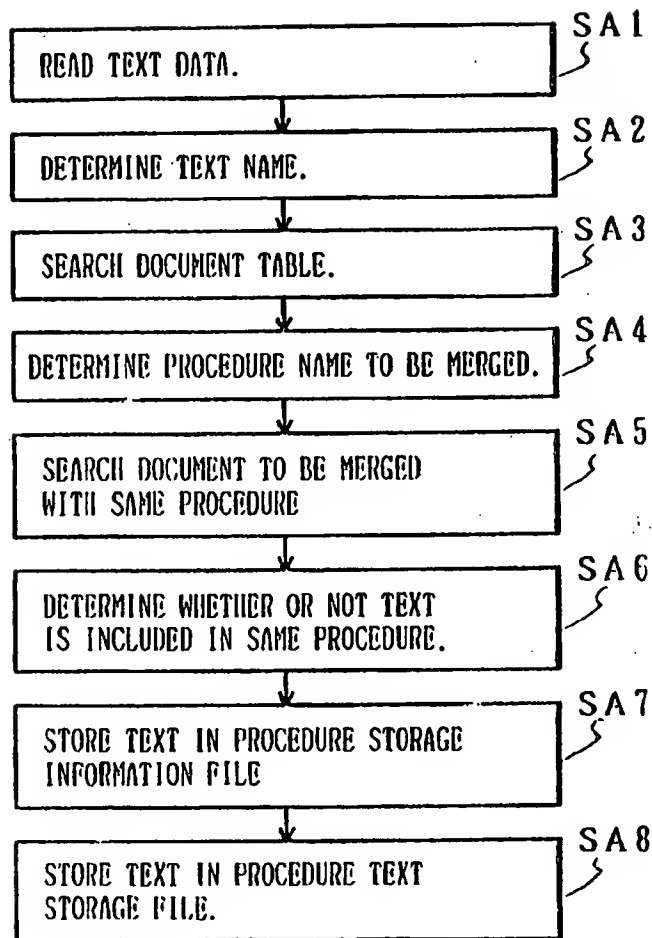 SA1
READ TEXT DATA.
SA2
DETERMINE TEXT NAME.
SA3
SEARCH DOCUMENT TABLE.
SA4
DETERMINE PROCEDURE NAME TO BE MERGED.
SA5
SEARCH DOCUMENT TO BE MERGED
WITH SAME PROCEDURE
SA6
DETERMINE WHETHER OR NOT TEXT
IS INCLUDED IN SAME PROCEDURE.
SA7
STORE TEXT IN PROCEDURE STORAGE
INFORMATION FILE
SA8
STORE TEXT IN PROCEDURE TEXT
STORAGE FILE.